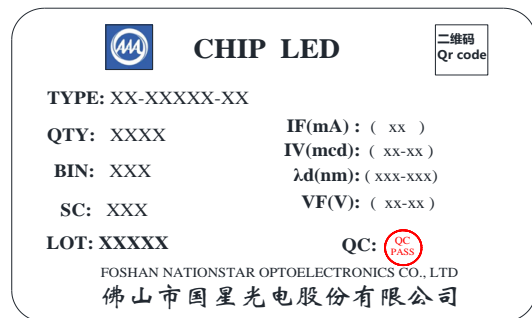 CHIP LED
二维码
Qr code
TYPE: XX-XXXXX-XX
QTY: XXXX
BIN: XXX
SC: XXX
LOT: XXXXX
IF(mA) : ( xx )
IV(mcd) : ( xx-xx )
λd(nm): ( xxx-xxx)
VF(V): ( xx-xx )
QC:
QC
PASS
FOSHAN NATIONSTAR OPTOELECTRONICS CO., LTD
佛山市国星光电股份有限公司